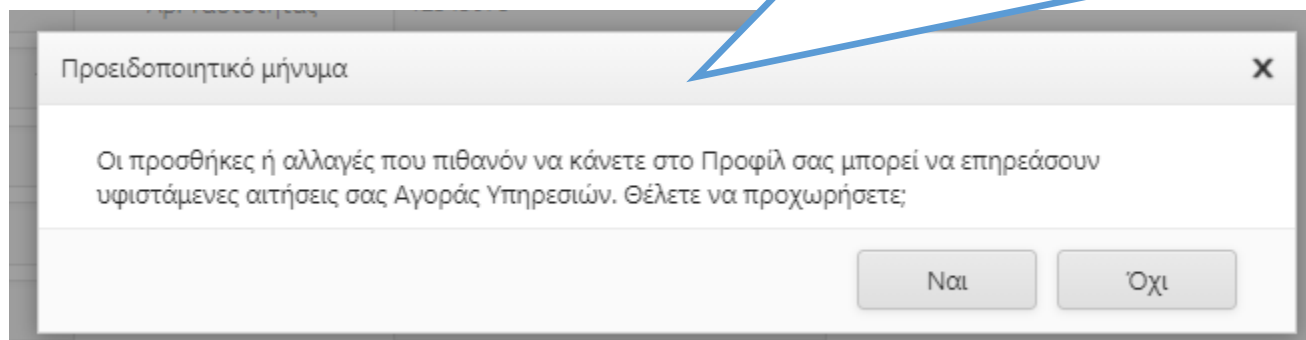 Προειδοποιητικό μήνυμα
x
Οι προσθήκες ή αλλαγές που πιθανόν να κάνετε στο Προφίλ σας μπορεί να επηρεάσουν
υφιστάμενες αιτήσεις σας Αγοράς Υπηρεσιών. Θέλετε να προχωρήσετε;
Ναι Όχι